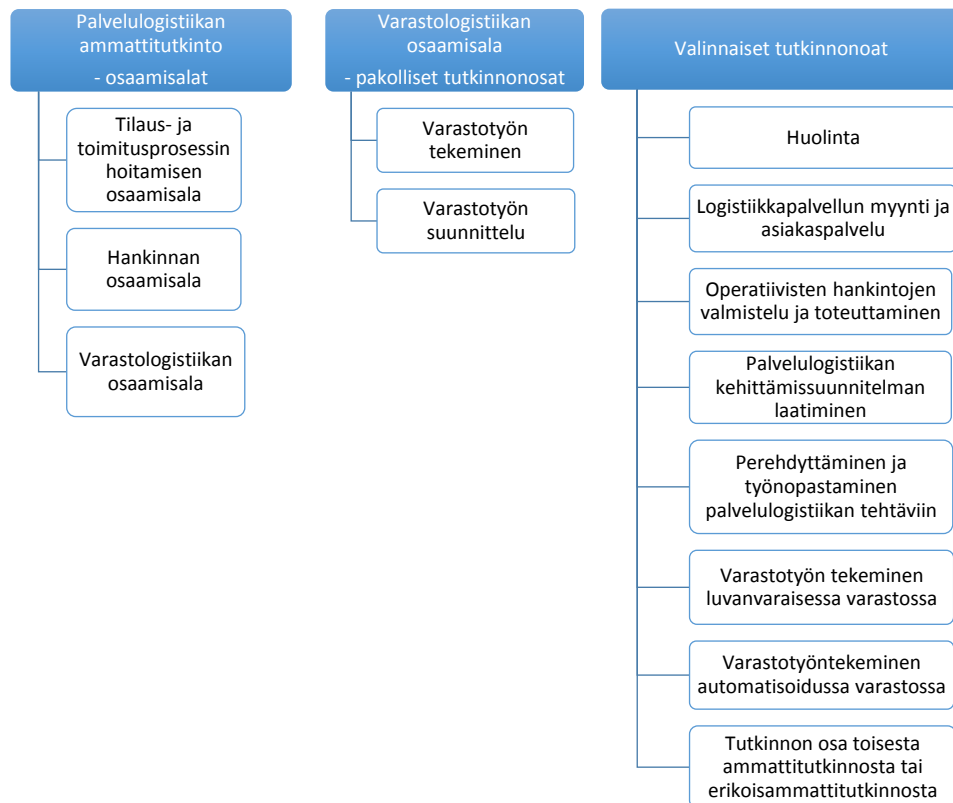 Palvelulogistiikan
ammattitutkinto
- osaamisalat
Tilaus- ja
toimitusprosessin
hoitamisen
osaamisala
Hankinnan
osaamisala
Varastologistiikan
osaamisala
Varastologistiikan
osaamisala
- pakolliset tutkinnonosat
Varastotyön
tekeminen
Varastotyön
suunnittelu
Valinnaiset tutkinnonoat
Huolinta
Logistiikkapalvellun myynti ja
asiakaspalvelu
Operatiivisten hankintojen
valmistelu ja toteuttaminen
Palvelulogistiikan
kehittämissuunnitelman
laatiminen
Perehdyttäminen ja
työnopastaminen
palvelulogistiikan tehtäviin
Varastotyön tekeminen
luvanvaraisessa varastossa
Varastotyöntekeminen
automatisoidussa varastossa
Tutkinnon osa toisesta
ammattitutkinnosta tai
erikoisammattitutkinnosta